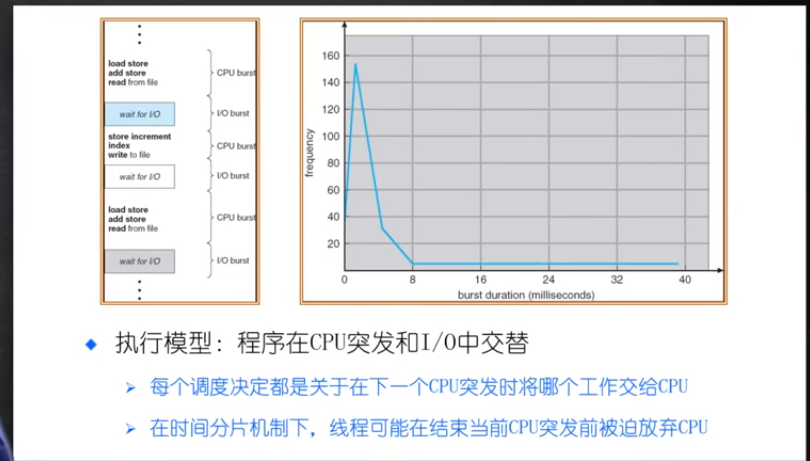 load store
add store
read from file
CPU burst
wait for I/O
I/O burst
store increment
index
write to file
CPU burst
wait for I/O
I/O burst
load store
add store
read from file
CPU burst
wait for I/O
I/O burst
frequency
160
140
120
100
80
60
40
20
0
8
16
24
32
40
burst duration (milliseconds)
◆ 执行模型：程序在CPU突发和I/O中交替
➢ 每个调度决定都是关于在下一个CPU突发时将哪个工作交给CPU
➢ 在时间分片机制下，线程可能在结束当前CPU突发前被迫放弃CPU